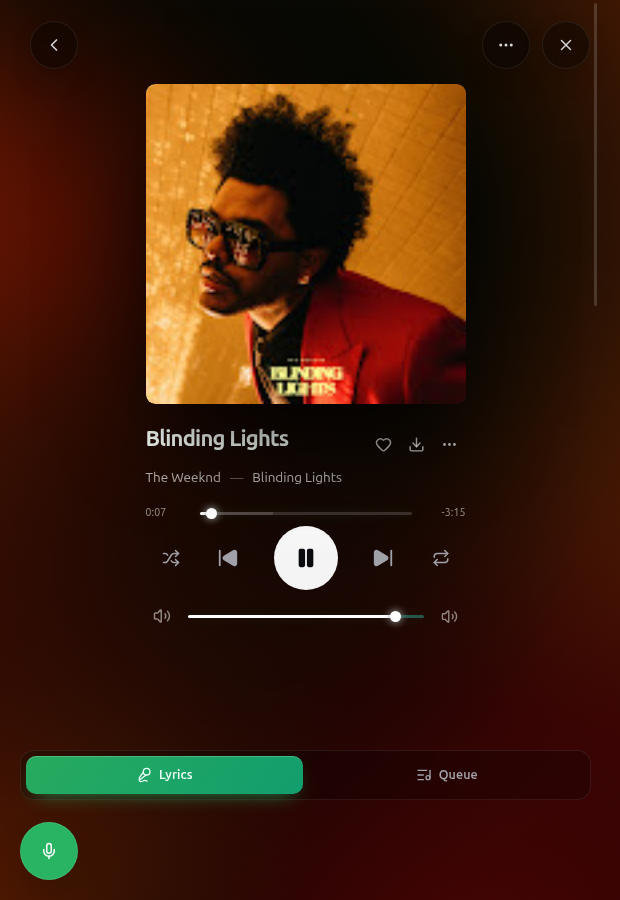 BLINDING
LIGHTS
Blinding Lights
The Weeknd — Blinding Lights
0:07 -3:15
Lyrics Queue